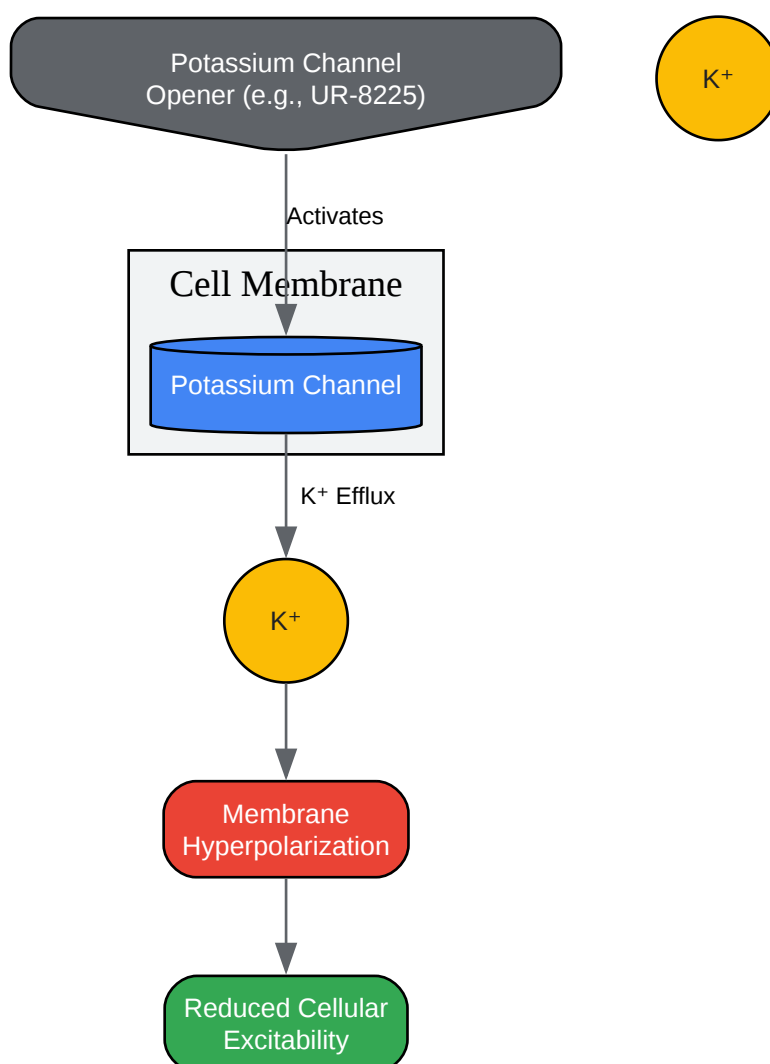 Potassium Channel
Opener (e.g., UR-8225)
K⁺
Activates
Cell Membrane
Potassium Channel
K⁺ Efflux
K⁺
Membrane
Hyperpolarization
Reduced Cellular
Excitability